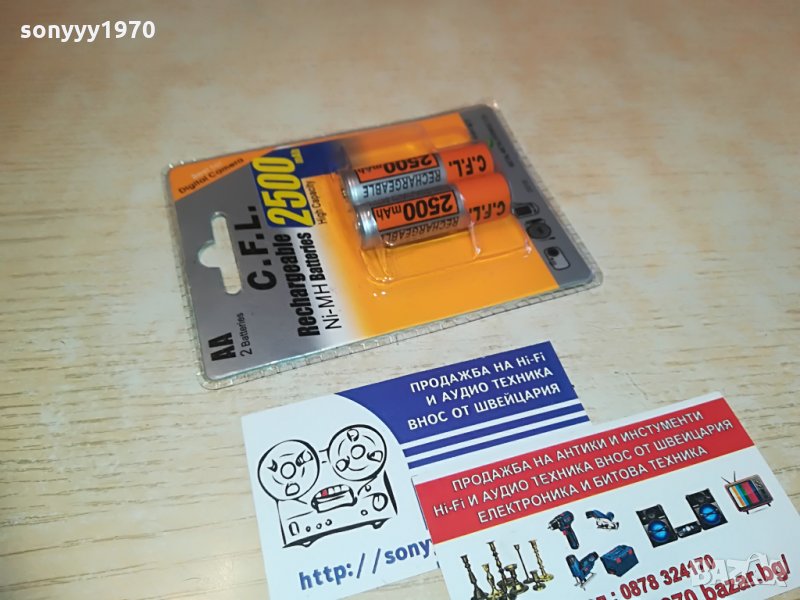 sonyyy1970
Digital Camera
AA
2 Batteries
C.F.L.
Rechargeable
Ni-MH Batteries
2500
mAh
High Capacity
C.F.L.
2500 mAh
RECHARGEABLE
C.F.L.
2500 mAh
RECHARGEABLE
ПРОДАЖБА НА Hi-Fi
И АУДИО ТЕХНИКА
ВНОС ОТ ШВЕЙЦАРИЯ
http://sony
ПРОДАЖБА НА АНТИКИ И ИНСТУМЕНТИ
Hi-Fi И АУДИО ТЕХНИКА ВНОС ОТ ШВЕЙЦАРИЯ
ЕЛЕКТРОНИКА И БИТОВА ТЕХНИКА
: 0878 324170
970.bazar.bg/